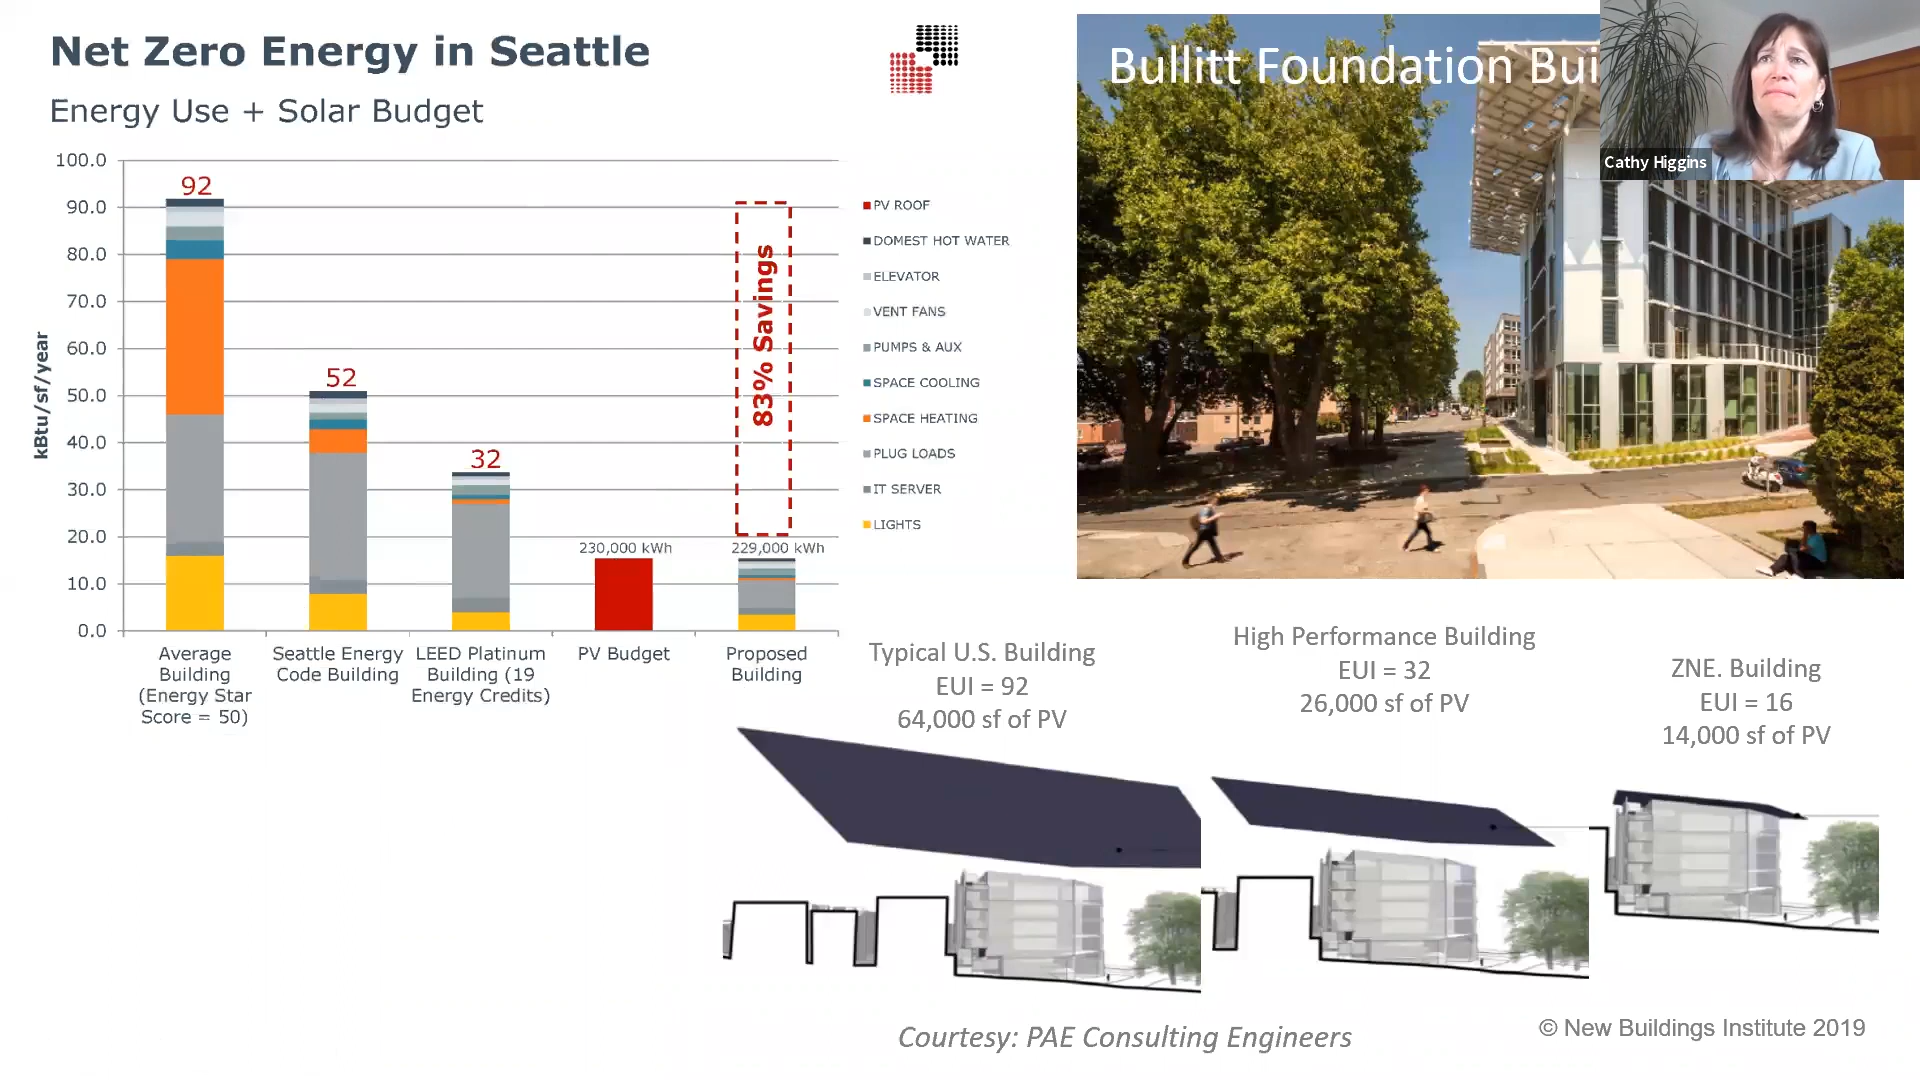 Net Zero Energy in Seattle
Energy Use + Solar Budget
Bullitt Foundation Bui
Cathy Higgins
kBtu/sf/year
100.0
90.0
80.0
70.0
60.0
50.0
40.0
30.0
20.0
10.0
0.0
92
52
32
230,000 kWh
229,000 kWh
83% Savings
PV ROOF
DOMEST HOT WATER
ELEVATOR
VENT FANS
PUMPS & AUX
SPACE COOLING
SPACE HEATING
PLUG LOADS
IT SERVER
LIGHTS
Average
Building
(Energy Star
Score = 50)
Seattle Energy
Code Building
LEED Platinum
Building (19
Energy Credits)
PV Budget
Proposed
Building
Typical U.S. Building
EUI = 92
64,000 sf of PV
High Performance Building
EUI = 32
26,000 sf of PV
ZNE. Building
EUI = 16
14,000 sf of PV
Courtesy: PAE Consulting Engineers
© New Buildings Institute 2019